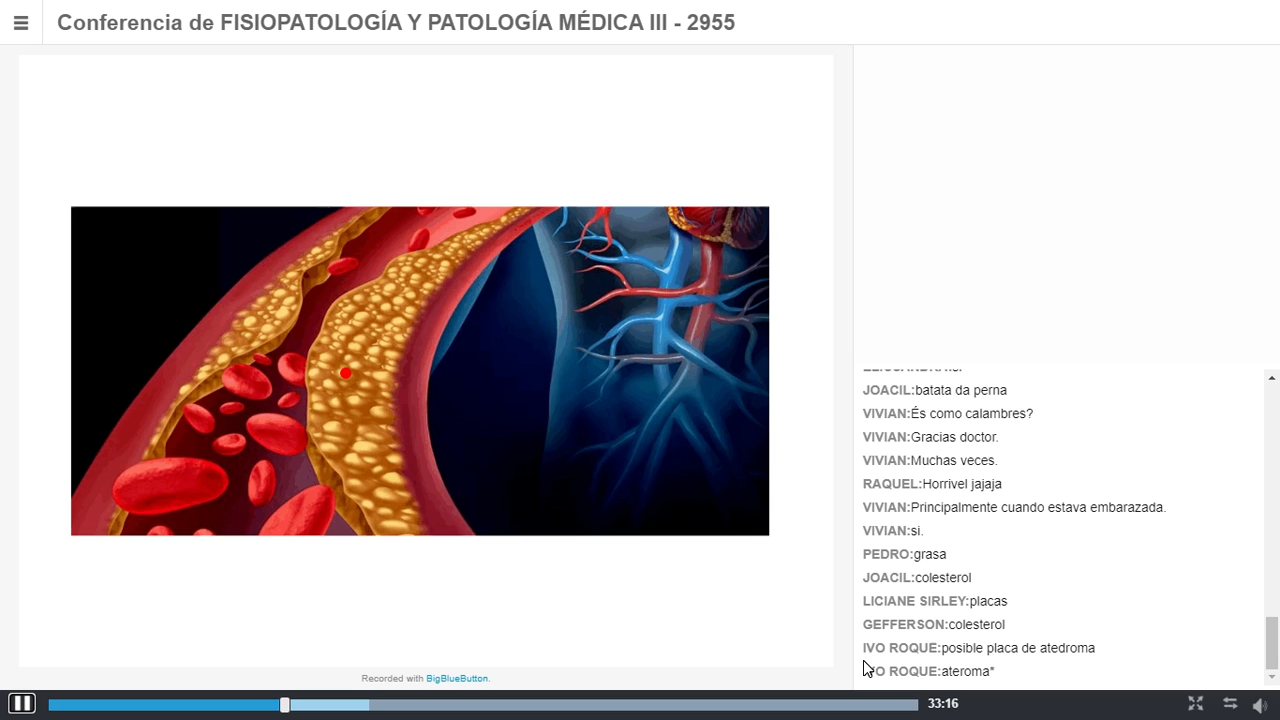 Conferencia de FISIOPATOLOGÍA Y PATOLOGÍA MÉDICA III - 2955
JOACIL:batata da perna
VIVIAN:És como calambres?
VIVIAN:Gracias doctor.
VIVIAN:Muchas veces.
RAQUEL:Horrivel jajaja
VIVIAN:Principalmente cuando estava embarazada.
VIVIAN:si.
PEDRO:grasa
JOACIL:colesterol
LICIANE SIRLEY:placas
GEFFERSON:colesterol
IVO ROQUE:posible placa de atedroma
IVO ROQUE:ateroma*
Recorded with BigBlueButton.
33:16